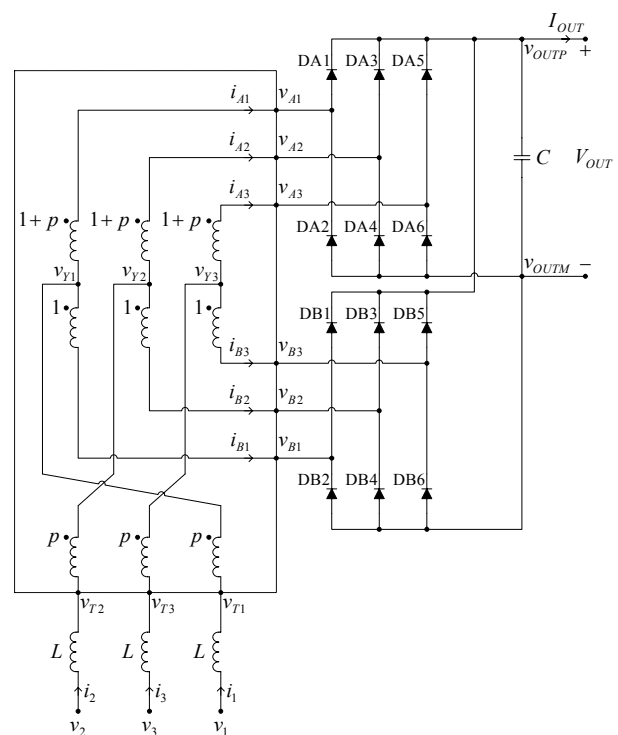 I_OUT
DA1 DA3 DA5 v_OUTP +
i_A1 v_A1
i_A2 v_A2
C V_OUT
i_A3 v_A3
1+p 1+p 1+p DA2 DA4 DA6
v_Y1 v_Y2 v_Y3 v_OUTM −
1 1 1 DB1 DB3 DB5
i_B3 v_B3
i_B2 v_B2
i_B1 v_B1
DB2 DB4 DB6
p p p
v_T2 v_T3 v_T1
L L L
i_2 i_3 i_1
v_2 v_3 v_1